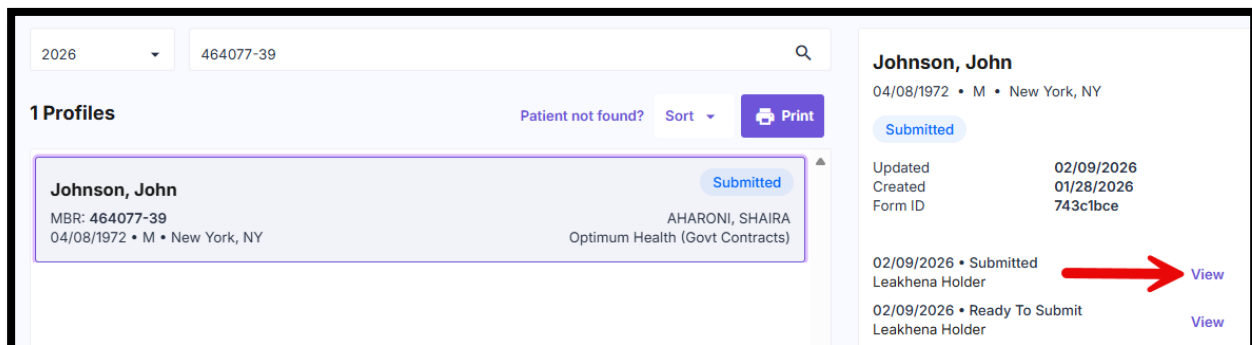 2026
464077-39
1 Profiles
Patient not found? Sort Print
Johnson, John
Submitted
MBR: 464077-39
AHARONI, SHAIRA
04/08/1972 • M • New York, NY
Optimum Health (Govt Contracts)
Johnson, John
04/08/1972 • M • New York, NY
Submitted
Updated 02/09/2026
Created 01/28/2026
Form ID 743c1bce
02/09/2026 • Submitted
Leakhena Holder
View
02/09/2026 • Ready To Submit
Leakhena Holder
View